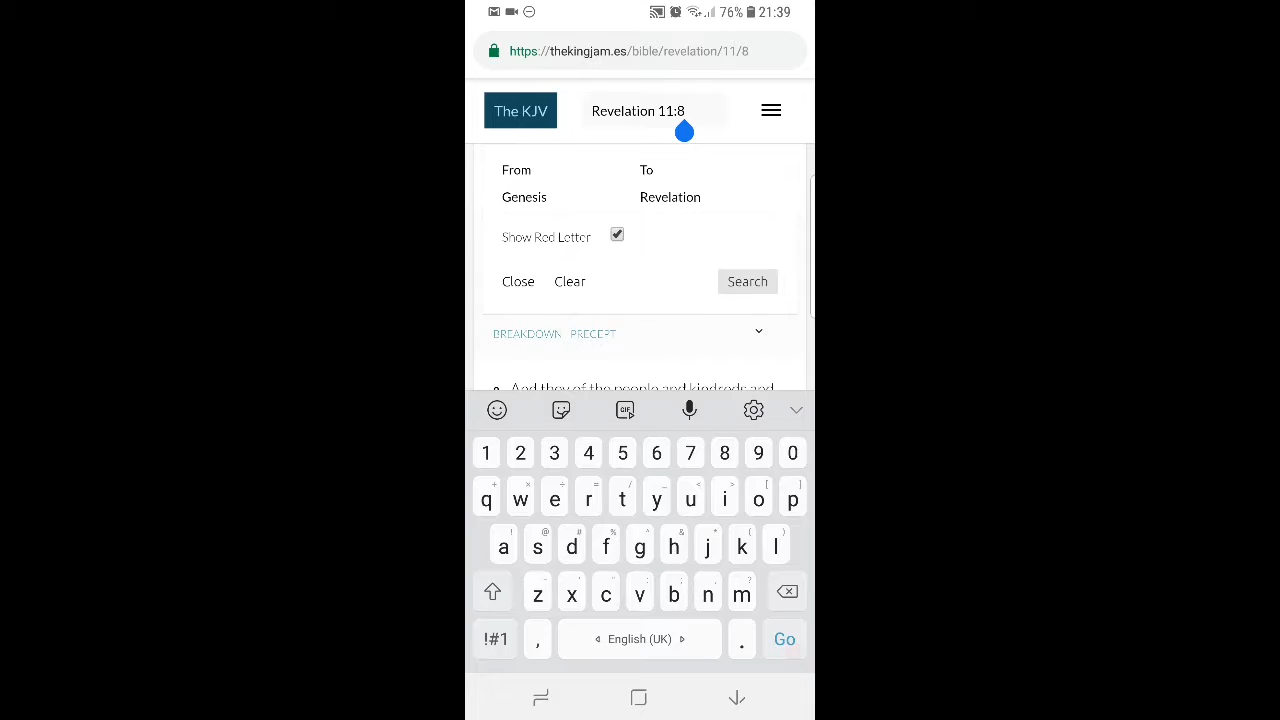 76% 21:39
https://thekingjam.es/bible/revelation/11/8
The KJV Revelation 11:8
From To
Genesis Revelation
Show Red Letter
Close Clear Search
BREAKDOWN PRECEPT
And they of the people and kindreds and
GIF
1 2 3 4 5 6 7 8 9 0
q w e r t y u i o p
a s d f g h j k l
z x c v b n m
!#1 , English (UK) . Go